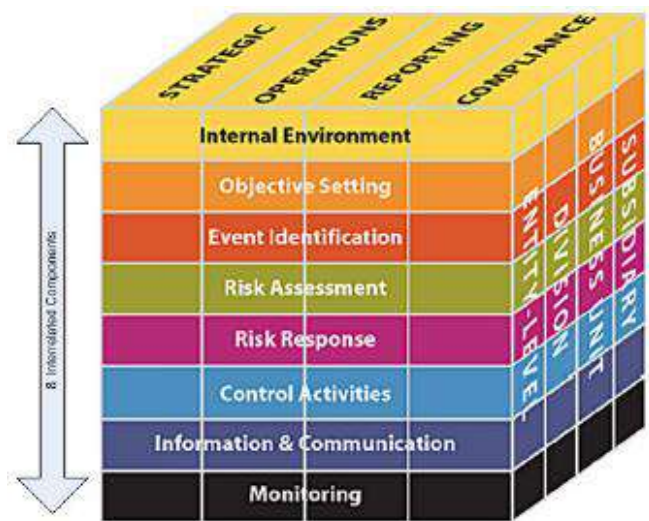 STRATEGIC
OPERATIONS
REPORTING
COMPLIANCE
Internal Environment
Objective Setting
Event Identification
Risk Assessment
Risk Response
Control Activities
Information & Communication
Monitoring
ENTITY-LEVEL
DIVISION
BUSINESS UNIT
SUBSIDIARY
8 Interrelated Components